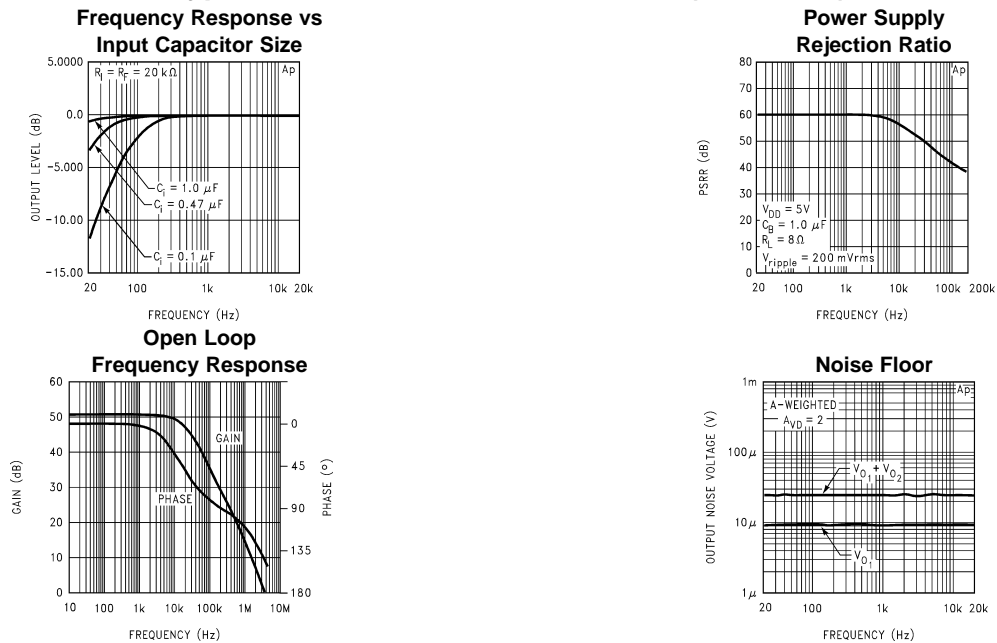 Frequency Response vs
Input Capacitor Size
5.0000
0.0
-5.000
-10.00
-15.00
OUTPUT LEVEL (dB)
R_I = R_F = 20 kΩ
Ap
C_i = 1.0 μF
C_i = 0.47 μF
C_i = 0.1 μF
20 100 1k 10k 20k
FREQUENCY (Hz)
Power Supply
Rejection Ratio
80
70
60
50
40
30
20
10
0
PSRR (dB)
Ap
V_DD = 5V
C_B = 1.0 μF
R_L = 8Ω
V_ripple = 200 mVrms
20 100 1k 10k 100k 200k
FREQUENCY (Hz)
Open Loop
Frequency Response
60
50
40
30
20
10
0
GAIN (dB)
GAIN
PHASE
0
45
90
135
180
PHASE (°)
10 100 1k 10k 100k 1M 10M
FREQUENCY (Hz)
Noise Floor
1m
100μ
10μ
1μ
OUTPUT NOISE VOLTAGE (V)
Ap
A-WEIGHTED
A_VD = 2
V_O1 + V_O2
V_O1
20 100 1k 10k 20k
FREQUENCY (Hz)